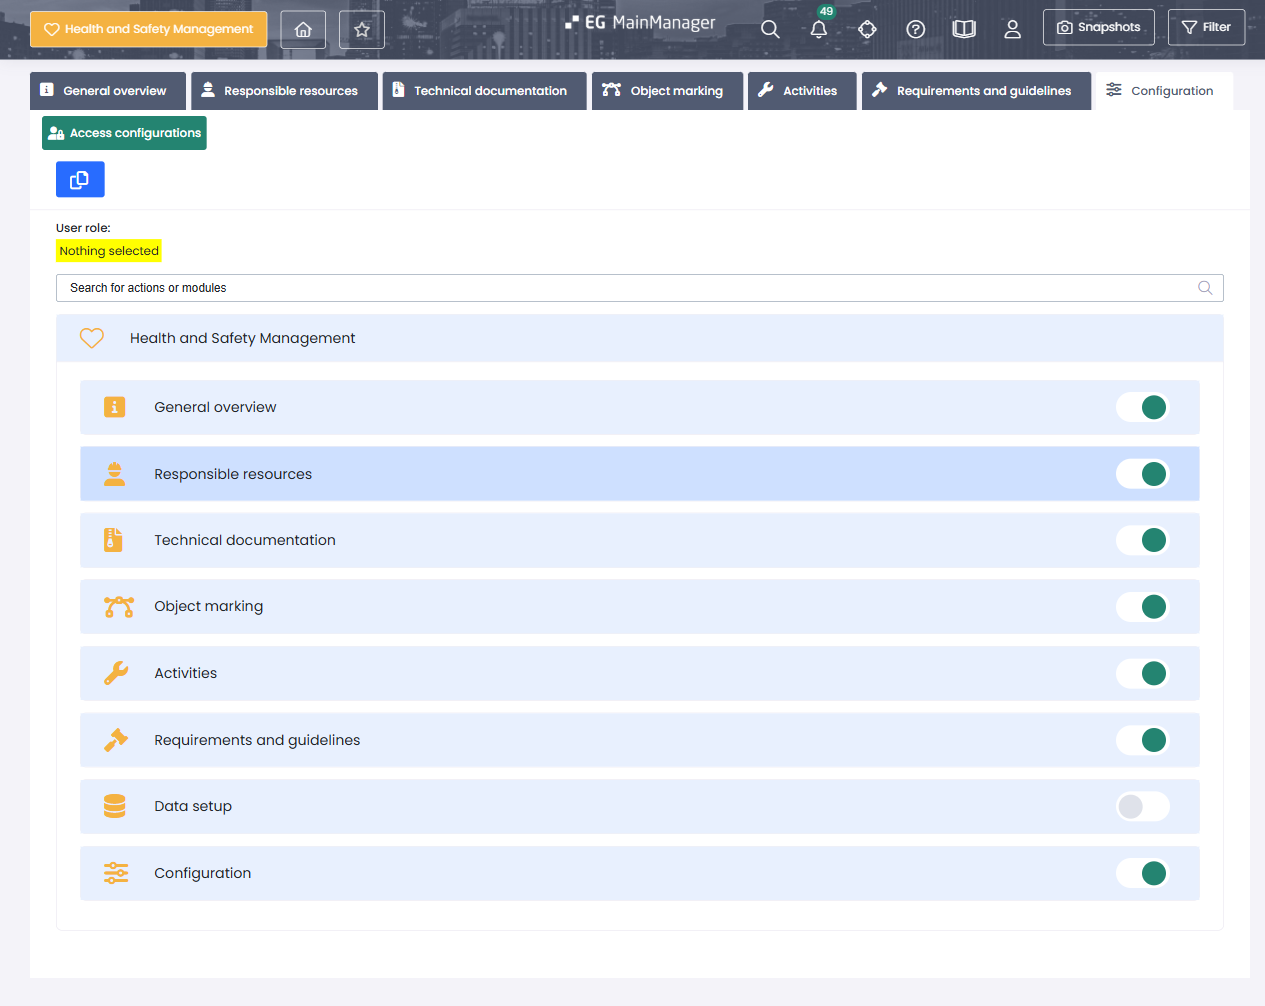 Health and Safety Management
EG MainManager
49
Snapshots
Filter
General overview
Responsible resources
Technical documentation
Object marking
Activities
Requirements and guidelines
Configuration
Access configurations
User role:
Nothing selected
Search for actions or modules
Health and Safety Management
General overview
Responsible resources
Technical documentation
Object marking
Activities
Requirements and guidelines
Data setup
Configuration